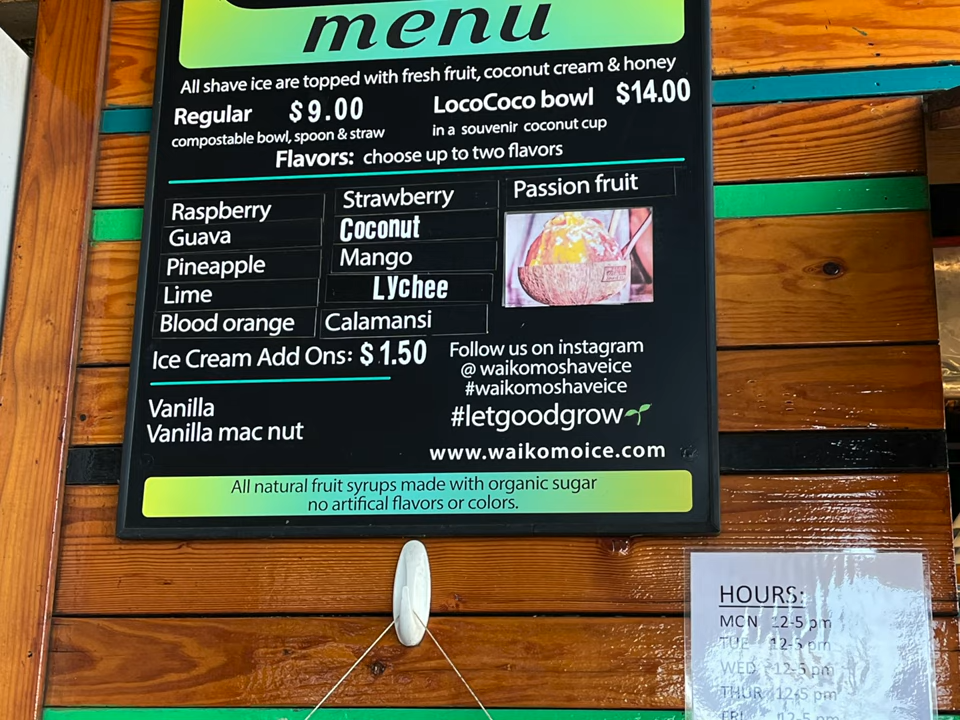 menu
All shave ice are topped with fresh fruit, coconut cream & honey
Regular $9.00
compostable bowl, spoon & straw
LocoCoco bowl $14.00
in a souvenir coconut cup
Flavors: choose up to two flavors
Raspberry
Guava
Pineapple
Lime
Blood orange
Strawberry
Coconut
Mango
Lychee
Calamansi
Passion fruit
Ice Cream Add Ons: $1.50
Vanilla
Vanilla mac nut
Follow us on instagram
@ waikomoshaveice
#waikomoshaveice
#letgoodgrow
www.waikomoice.com
All natural fruit syrups made with organic sugar
no artifical flavors or colors.
HOURS:
MON 12-5 pm
TUE 12-5 pm
WED 12-5 pm
THUR 12-5 pm
FRI 12-5 pm